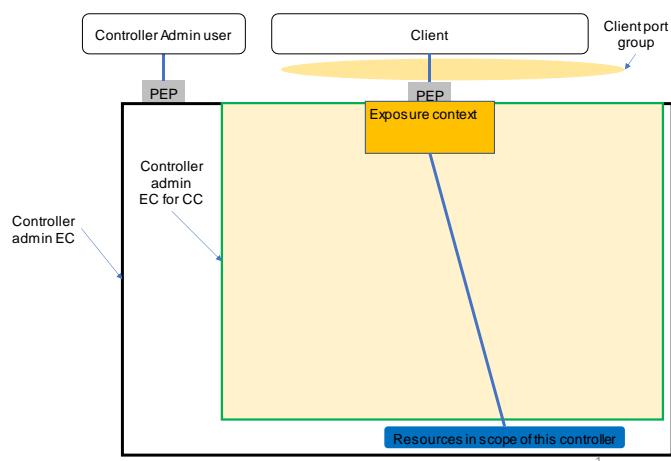 Controller Admin user
Client
Client port
group
PEP
PEP
Exposure context
Controller
admin
EC for CC
Controller
admin EC
Resources in scope of this controller